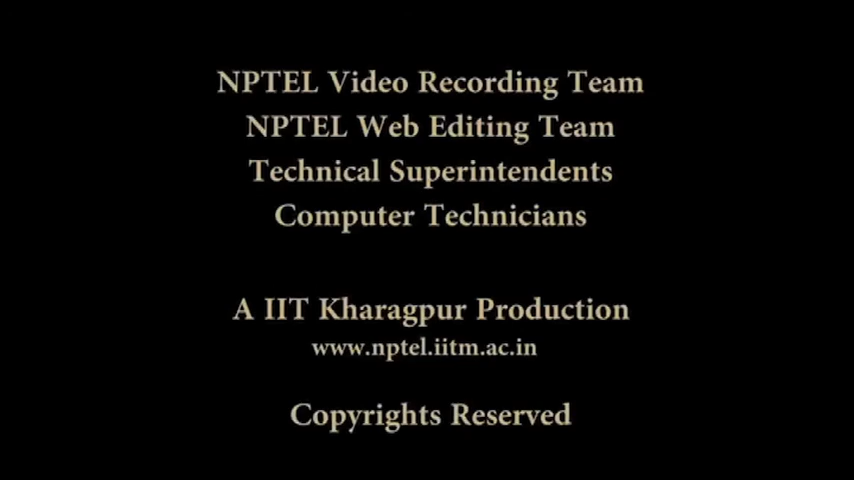 NPTEL Video Recording Team
NPTEL Web Editing Team
Technical Superintendents
Computer Technicians
A IIT Kharagpur Production
www.nptel.iitm.ac.in
Copyrights Reserved